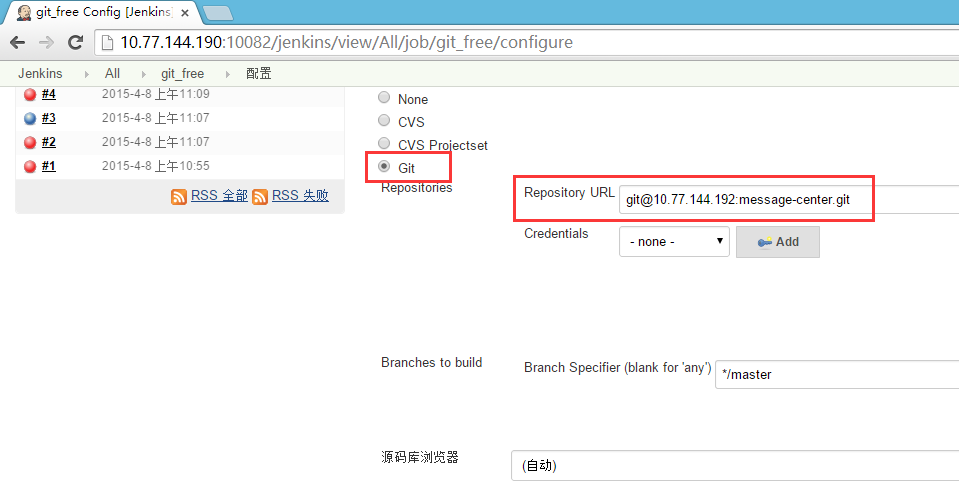 git_free Config [Jenkins]
10.77.144.190:10082/jenkins/view/All/job/git_free/configure
Jenkins All git_free 配置
#4 2015-4-8 上午11:09
#3 2015-4-8 上午11:07
#2 2015-4-8 上午11:07
#1 2015-4-8 上午10:55
RSS 全部 RSS 失败
None
CVS
CVS Projectset
Git
Repositories
Repository URL git@10.77.144.192:message-center.git
Credentials - none - Add
Branches to build
Branch Specifier (blank for 'any') */master
源码库浏览器 (自动)